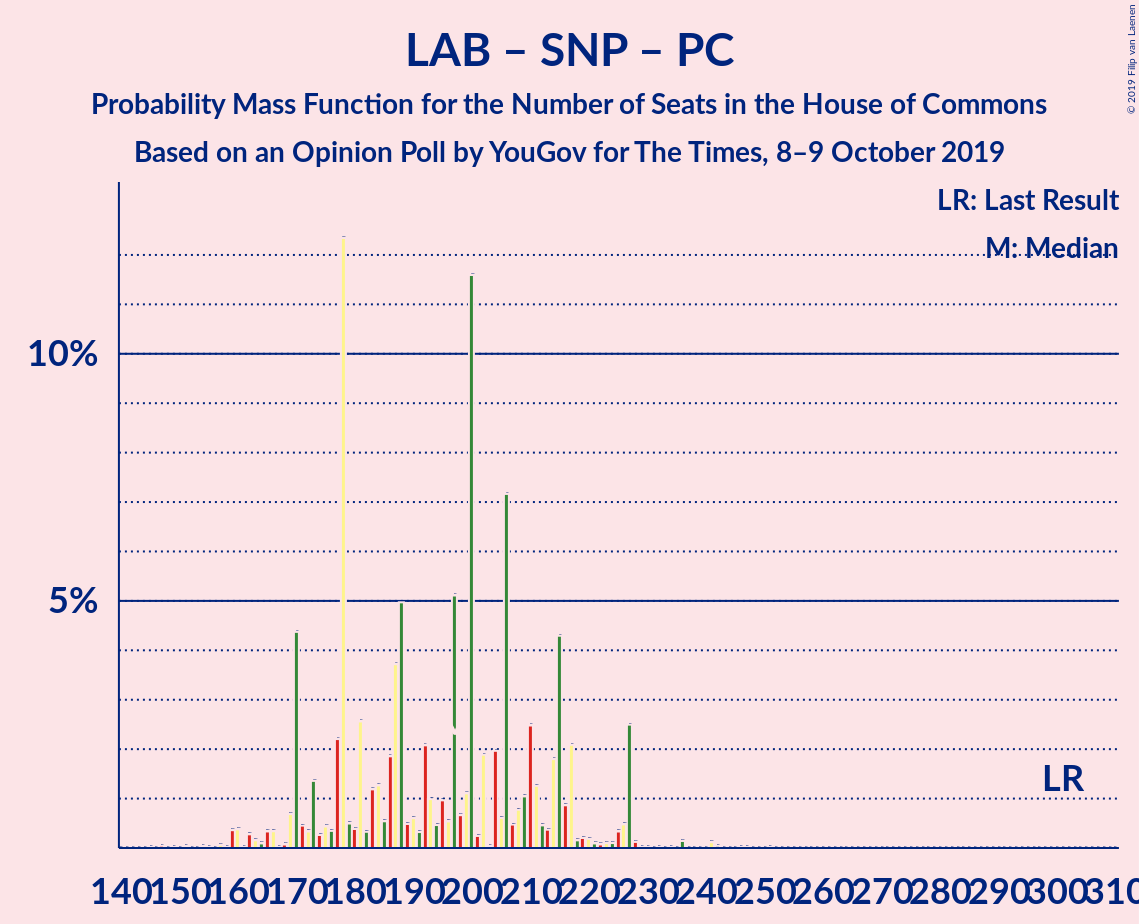 LAB – SNP – PC
Probability Mass Function for the Number of Seats in the House of Commons
Based on an Opinion Poll by YouGov for The Times, 8–9 October 2019
© 2019 Filip van Laenen
LR: Last Result
M: Median
10%
5%
LR
140 150 160 170 180 190 200 210 220 230 240 250 260 270 280 290 300 310